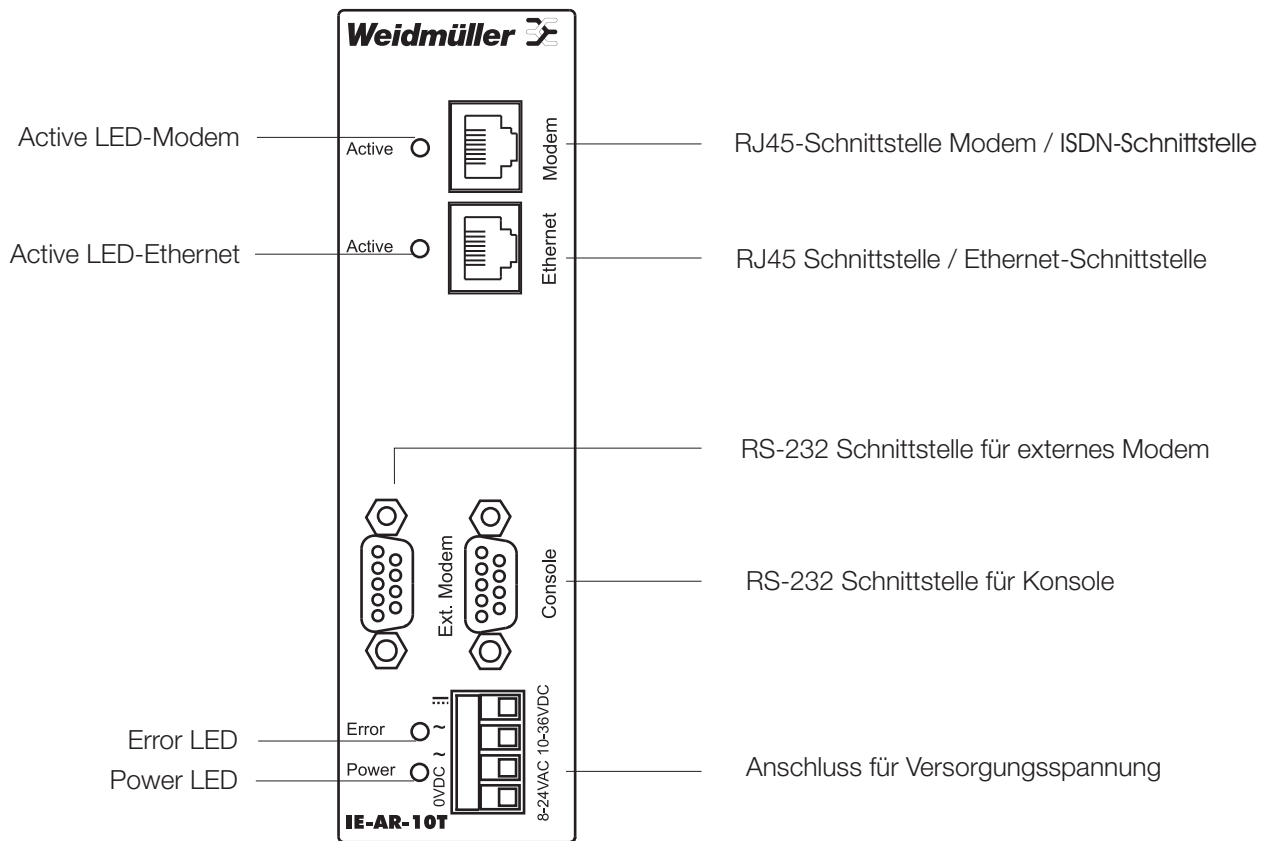 Weidmüller
Active LED-Modem
Active
Modem
RJ45-Schnittstelle Modem / ISDN-Schnittstelle
Active LED-Ethernet
Active
Ethernet
RJ45 Schnittstelle / Ethernet-Schnittstelle
RS-232 Schnittstelle für externes Modem
Ext. Modem
Console
RS-232 Schnittstelle für Konsole
Error LED
Error
~
Power LED
Power
~
0VDC
8-24VAC 10-36VDC
Anschluss für Versorgungsspannung
IE-AR-10T